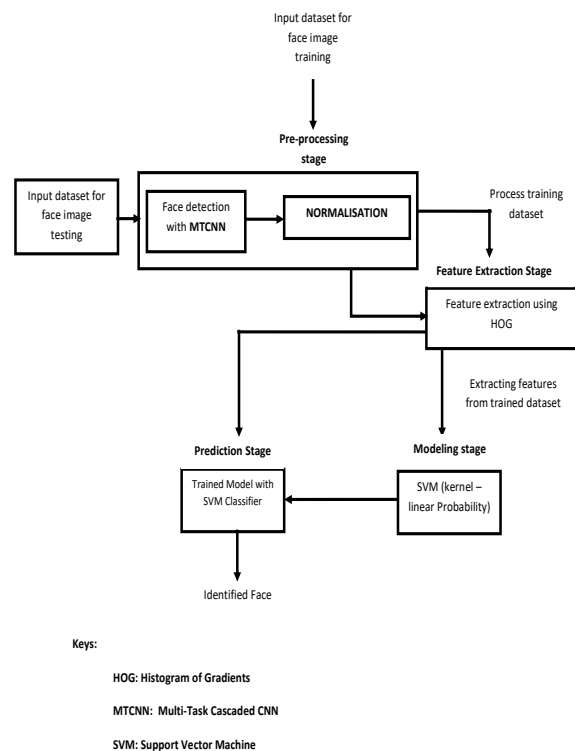 Input dataset for
face image
training
Pre-processing
stage
Input dataset for
face image
testing
Face detection
with MTCNN
NORMALISATION
Process training
dataset
Feature Extraction Stage
Feature extraction using
HOG
Extracting features
from trained dataset
Prediction Stage
Modeling stage
Trained Model with
SVM Classifier
SVM (kernel –
linear Probability)
Identified Face
Keys:
HOG: Histogram of Gradients
MTCNN: Multi-Task Cascaded CNN
SVM: Support Vector Machine